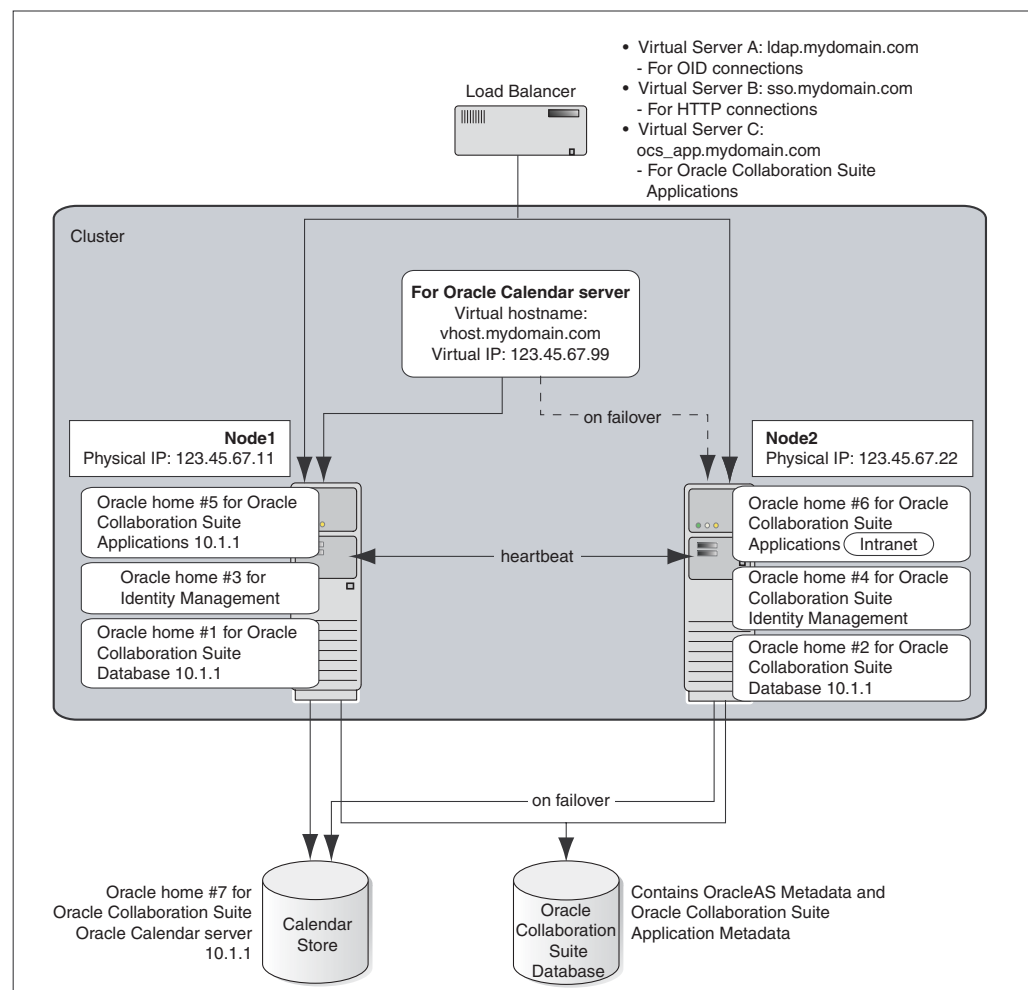 • Virtual Server A: ldap.mydomain.com
- For OID connections
• Virtual Server B: sso.mydomain.com
- For HTTP connections
• Virtual Server C:
ocs_app.mydomain.com
- For Oracle Collaboration Suite
Applications
Load Balancer
Cluster
For Oracle Calendar server
Virtual hostname:
vhost.mydomain.com
Virtual IP: 123.45.67.99
on failover
Node1
Physical IP: 123.45.67.11
Node2
Physical IP: 123.45.67.22
Oracle home #5 for Oracle
Collaboration Suite
Applications 10.1.1
Oracle home #3 for
Identity Management
Oracle home #1 for Oracle
Collaboration Suite
Database 10.1.1
heartbeat
Oracle home #6 for Oracle
Collaboration Suite
Applications Intranet
Oracle home #4 for Oracle
Collaboration Suite
Identity Management
Oracle home #2 for Oracle
Collaboration Suite
Database 10.1.1
on failover
Oracle home #7 for
Oracle Collaboration Suite
Oracle Calendar server
10.1.1
Calendar
Store
Oracle
Collaboration
Suite
Database
Contains OracleAS Metadata and
Oracle Collaboration Suite
Application Metadata